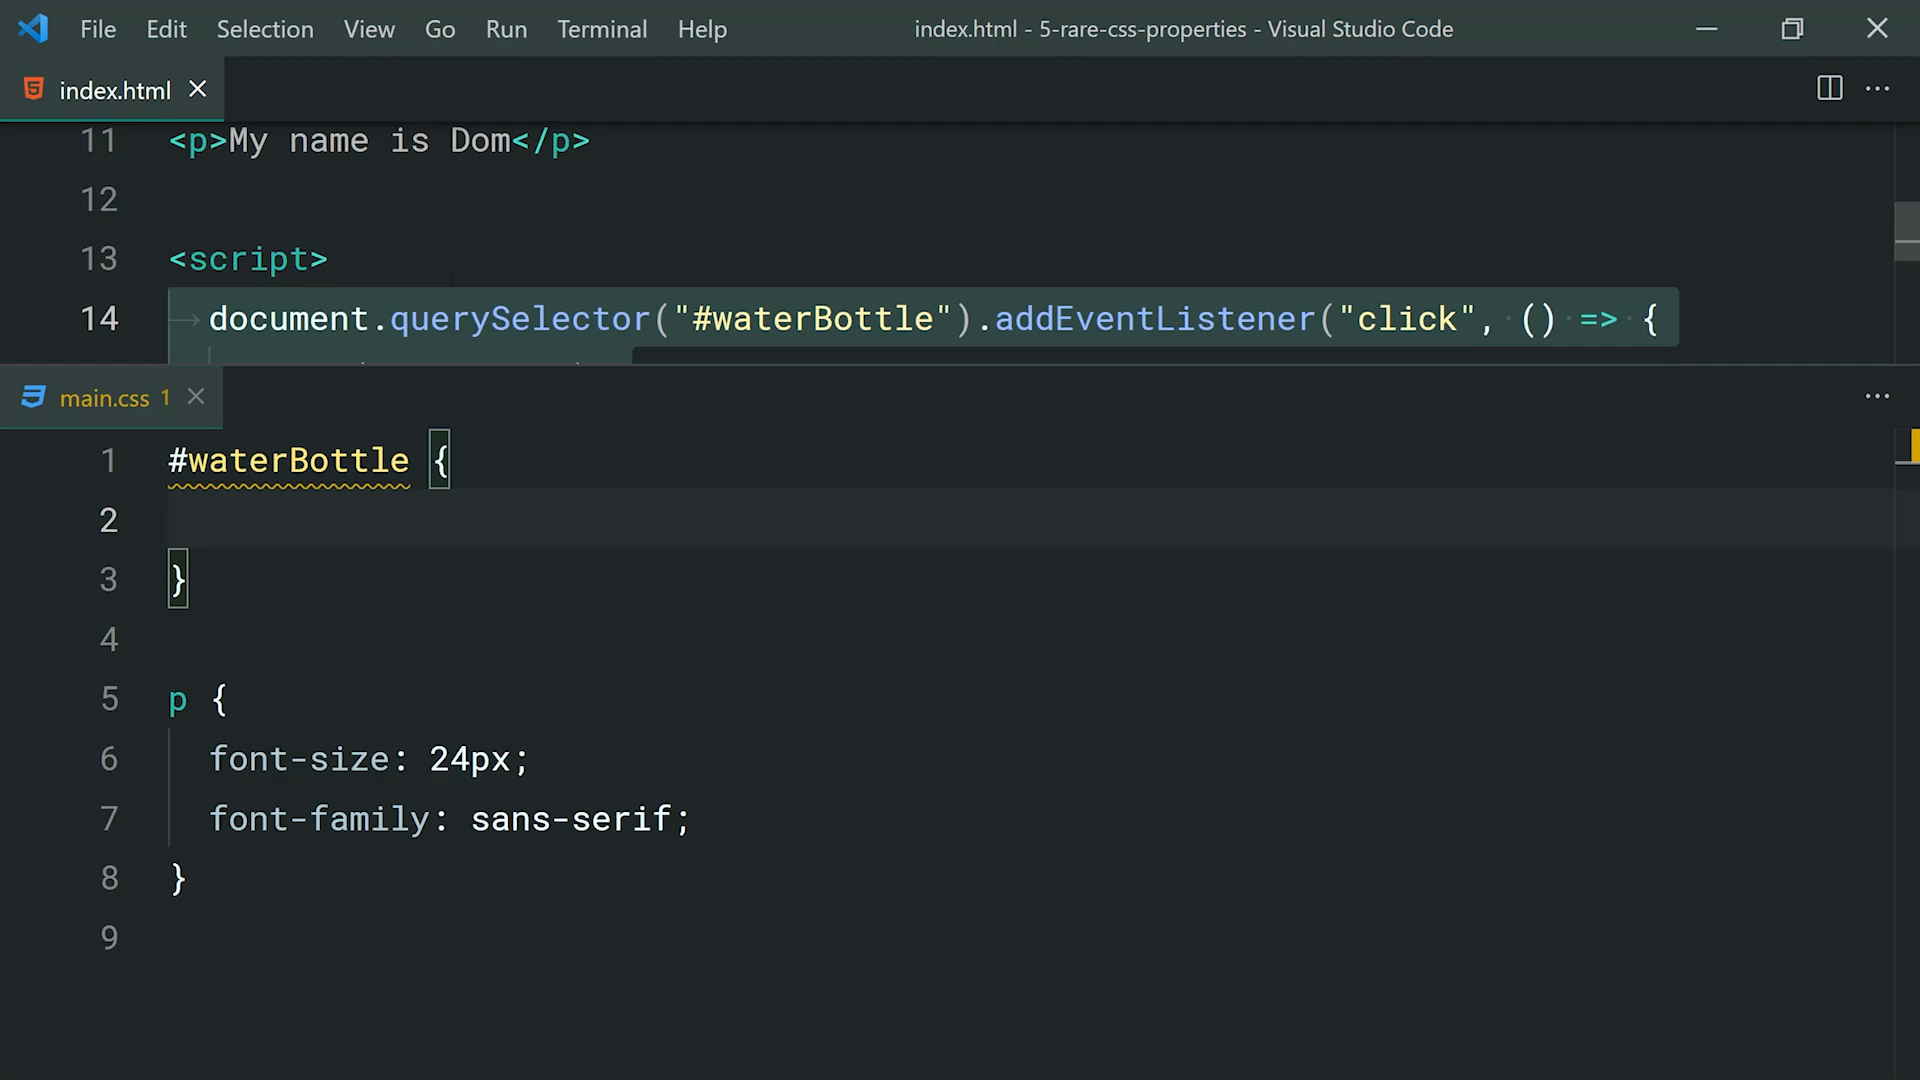 File Edit Selection View Go Run Terminal Help index.html - 5-rare-css-properties - Visual Studio Code
index.html
11 <p>My name is Dom</p>
12
13 <script>
14 document.querySelector("#waterBottle").addEventListener("click", () => {
main.css 1
1 #waterBottle {
2
3 }
4
5 p {
6 font-size: 24px;
7 font-family: sans-serif;
8 }
9